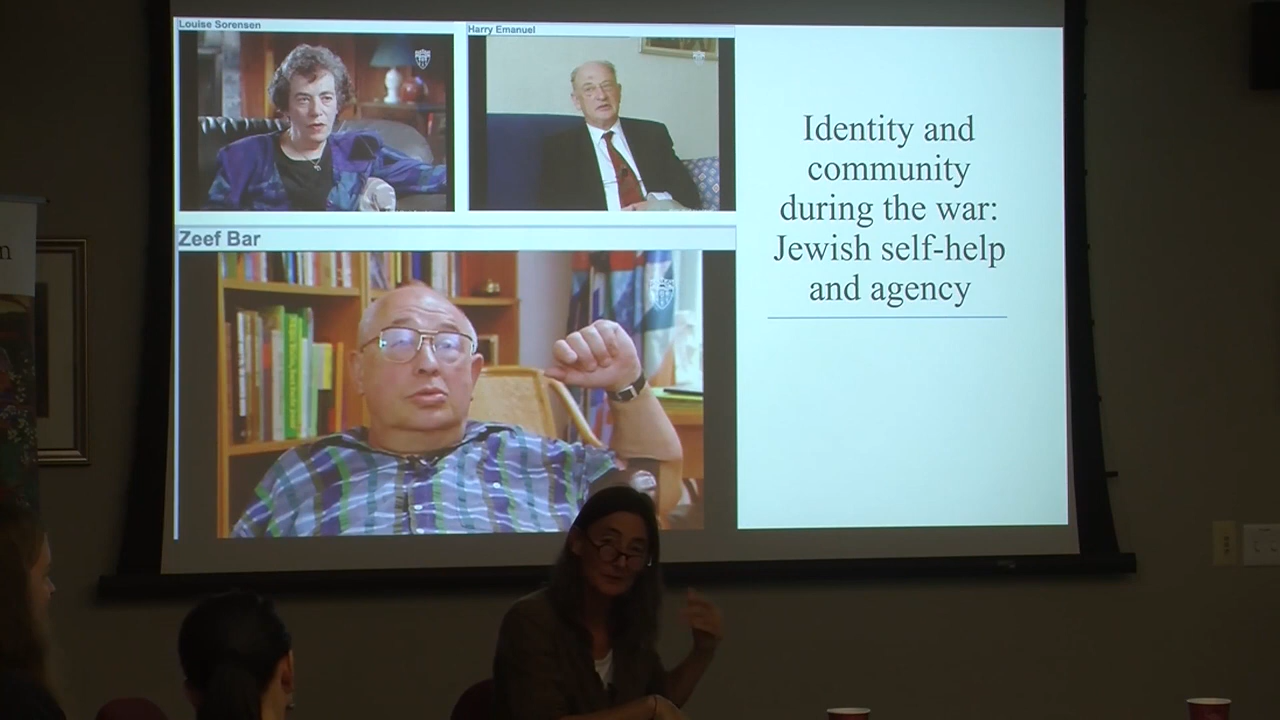 Louise Sorensen
Harry Emanuel
Zeef Bar
Identity and
community
during the war:
Jewish self-help
and agency
n